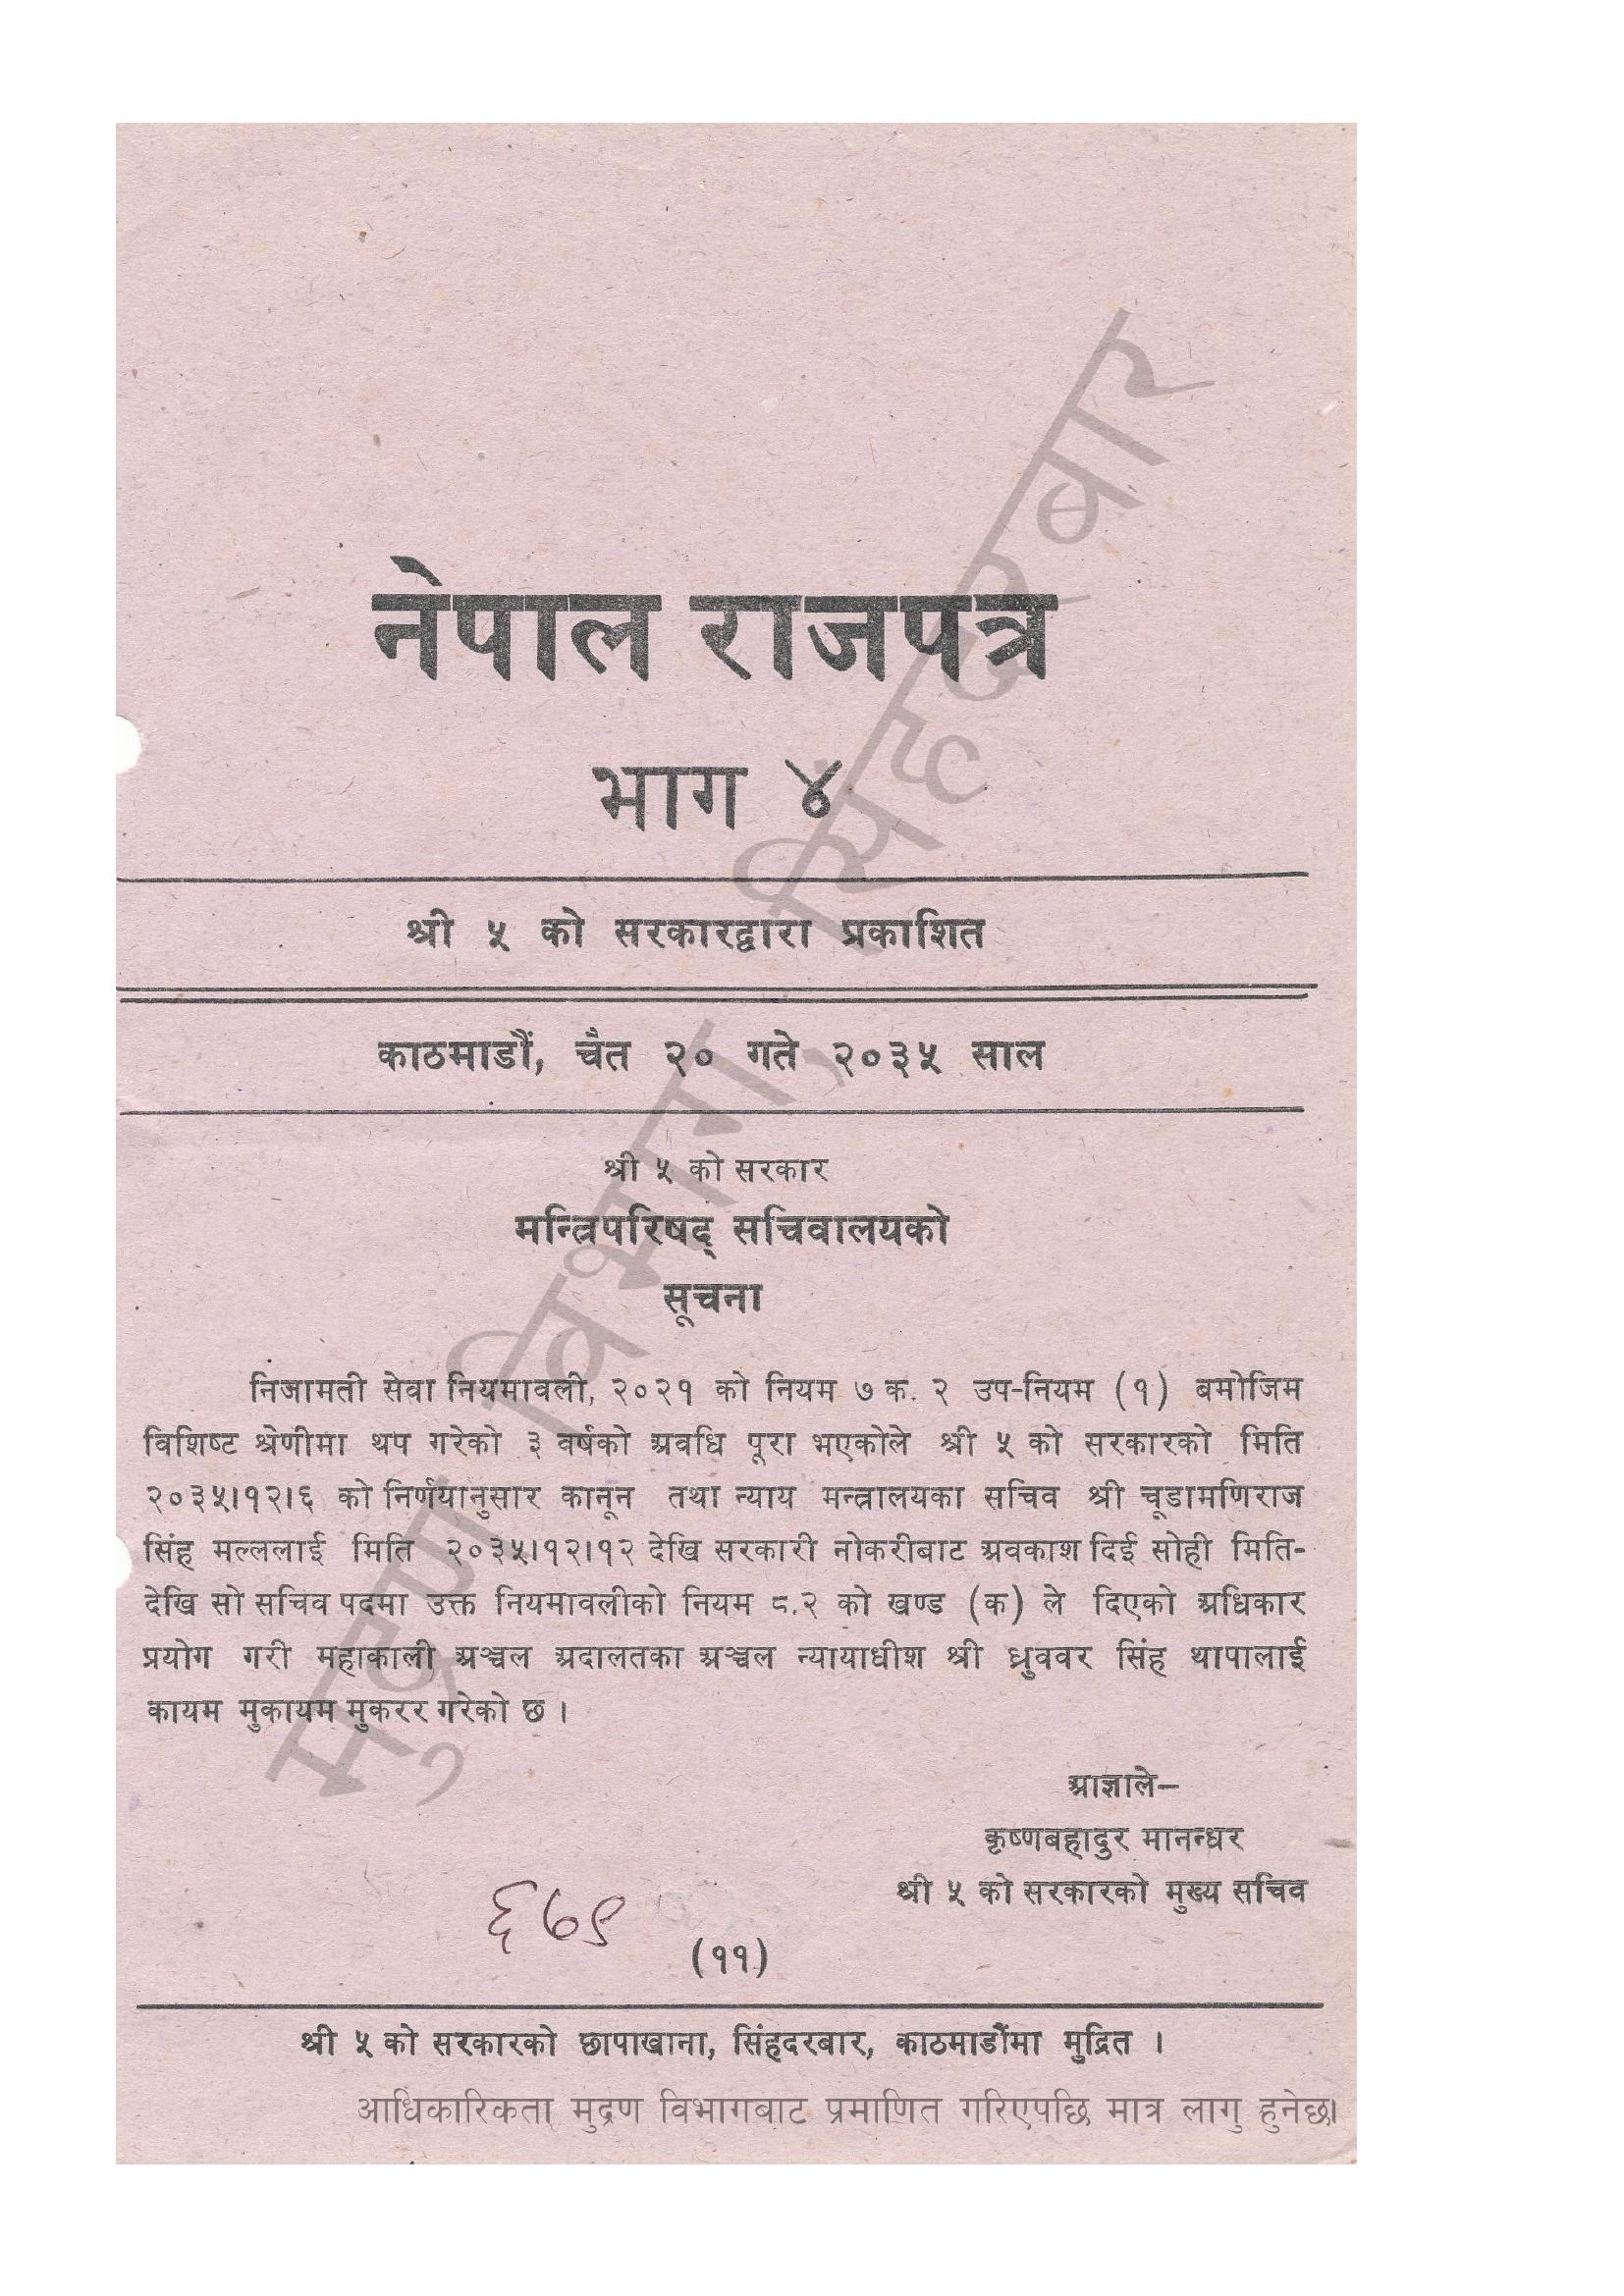 नेपाल राजपत्र
भाग ४
श्री ५ को सरकारद्वारा प्रकाशित
काठमाडौं, चैत २० गते २०३५ साल
श्री ५ को सरकार
मन्त्रिपरिषद् सचिवालयको
सूचना
निजामती सेवा नियमावली, २०२१ को नियम ७ क. २ उप-नियम (१) बमोजिम
विशिष्ट श्रेणीमा थप गरेको ३ वर्षको अवधि पूरा भएकोले श्री ५ को सरकारको मिति
२०३५।१२।६ को निर्णयानुसार कानून तथा न्याय मन्त्रालयका सचिव श्री चूडामणिराज
सिंह मल्ललाई मिति २०३५।१२।१२ देखि सरकारी नोकरीबाट अवकाश दिई सोही मिति-
देखि सो सचिव पदमा उक्त नियमावलीको नियम ८.२ को खण्ड (क) ले दिएको अधिकार
प्रयोग गरी महाकाली अञ्चल अदालतका अञ्चल न्यायाधीश श्री ध्रुववर सिंह थापालाई
कायम मुकायम मुकरर गरेको छ ।
आज्ञाले–
कृष्णबहादुर मानन्धर
श्री ५ को सरकारको मुख्य सचिव
६७९
(११)
श्री ५ को सरकारको छापाखाना, सिंहदरबार, काठमाडौंमा मुद्रित ।
आधिकारिकता मुद्रण विभागबाट प्रमाणित गरिएपछि मात्र लागु हुनेछ।
मुद्रण विभाग, सिंहदरबार